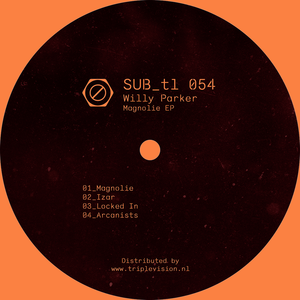 SUB_tl 054
Willy Parker
Magnolie EP
01_Magnolie
02_Izar
03_Locked In
04_Arcanists
Distributed by
www.triplevision.nl